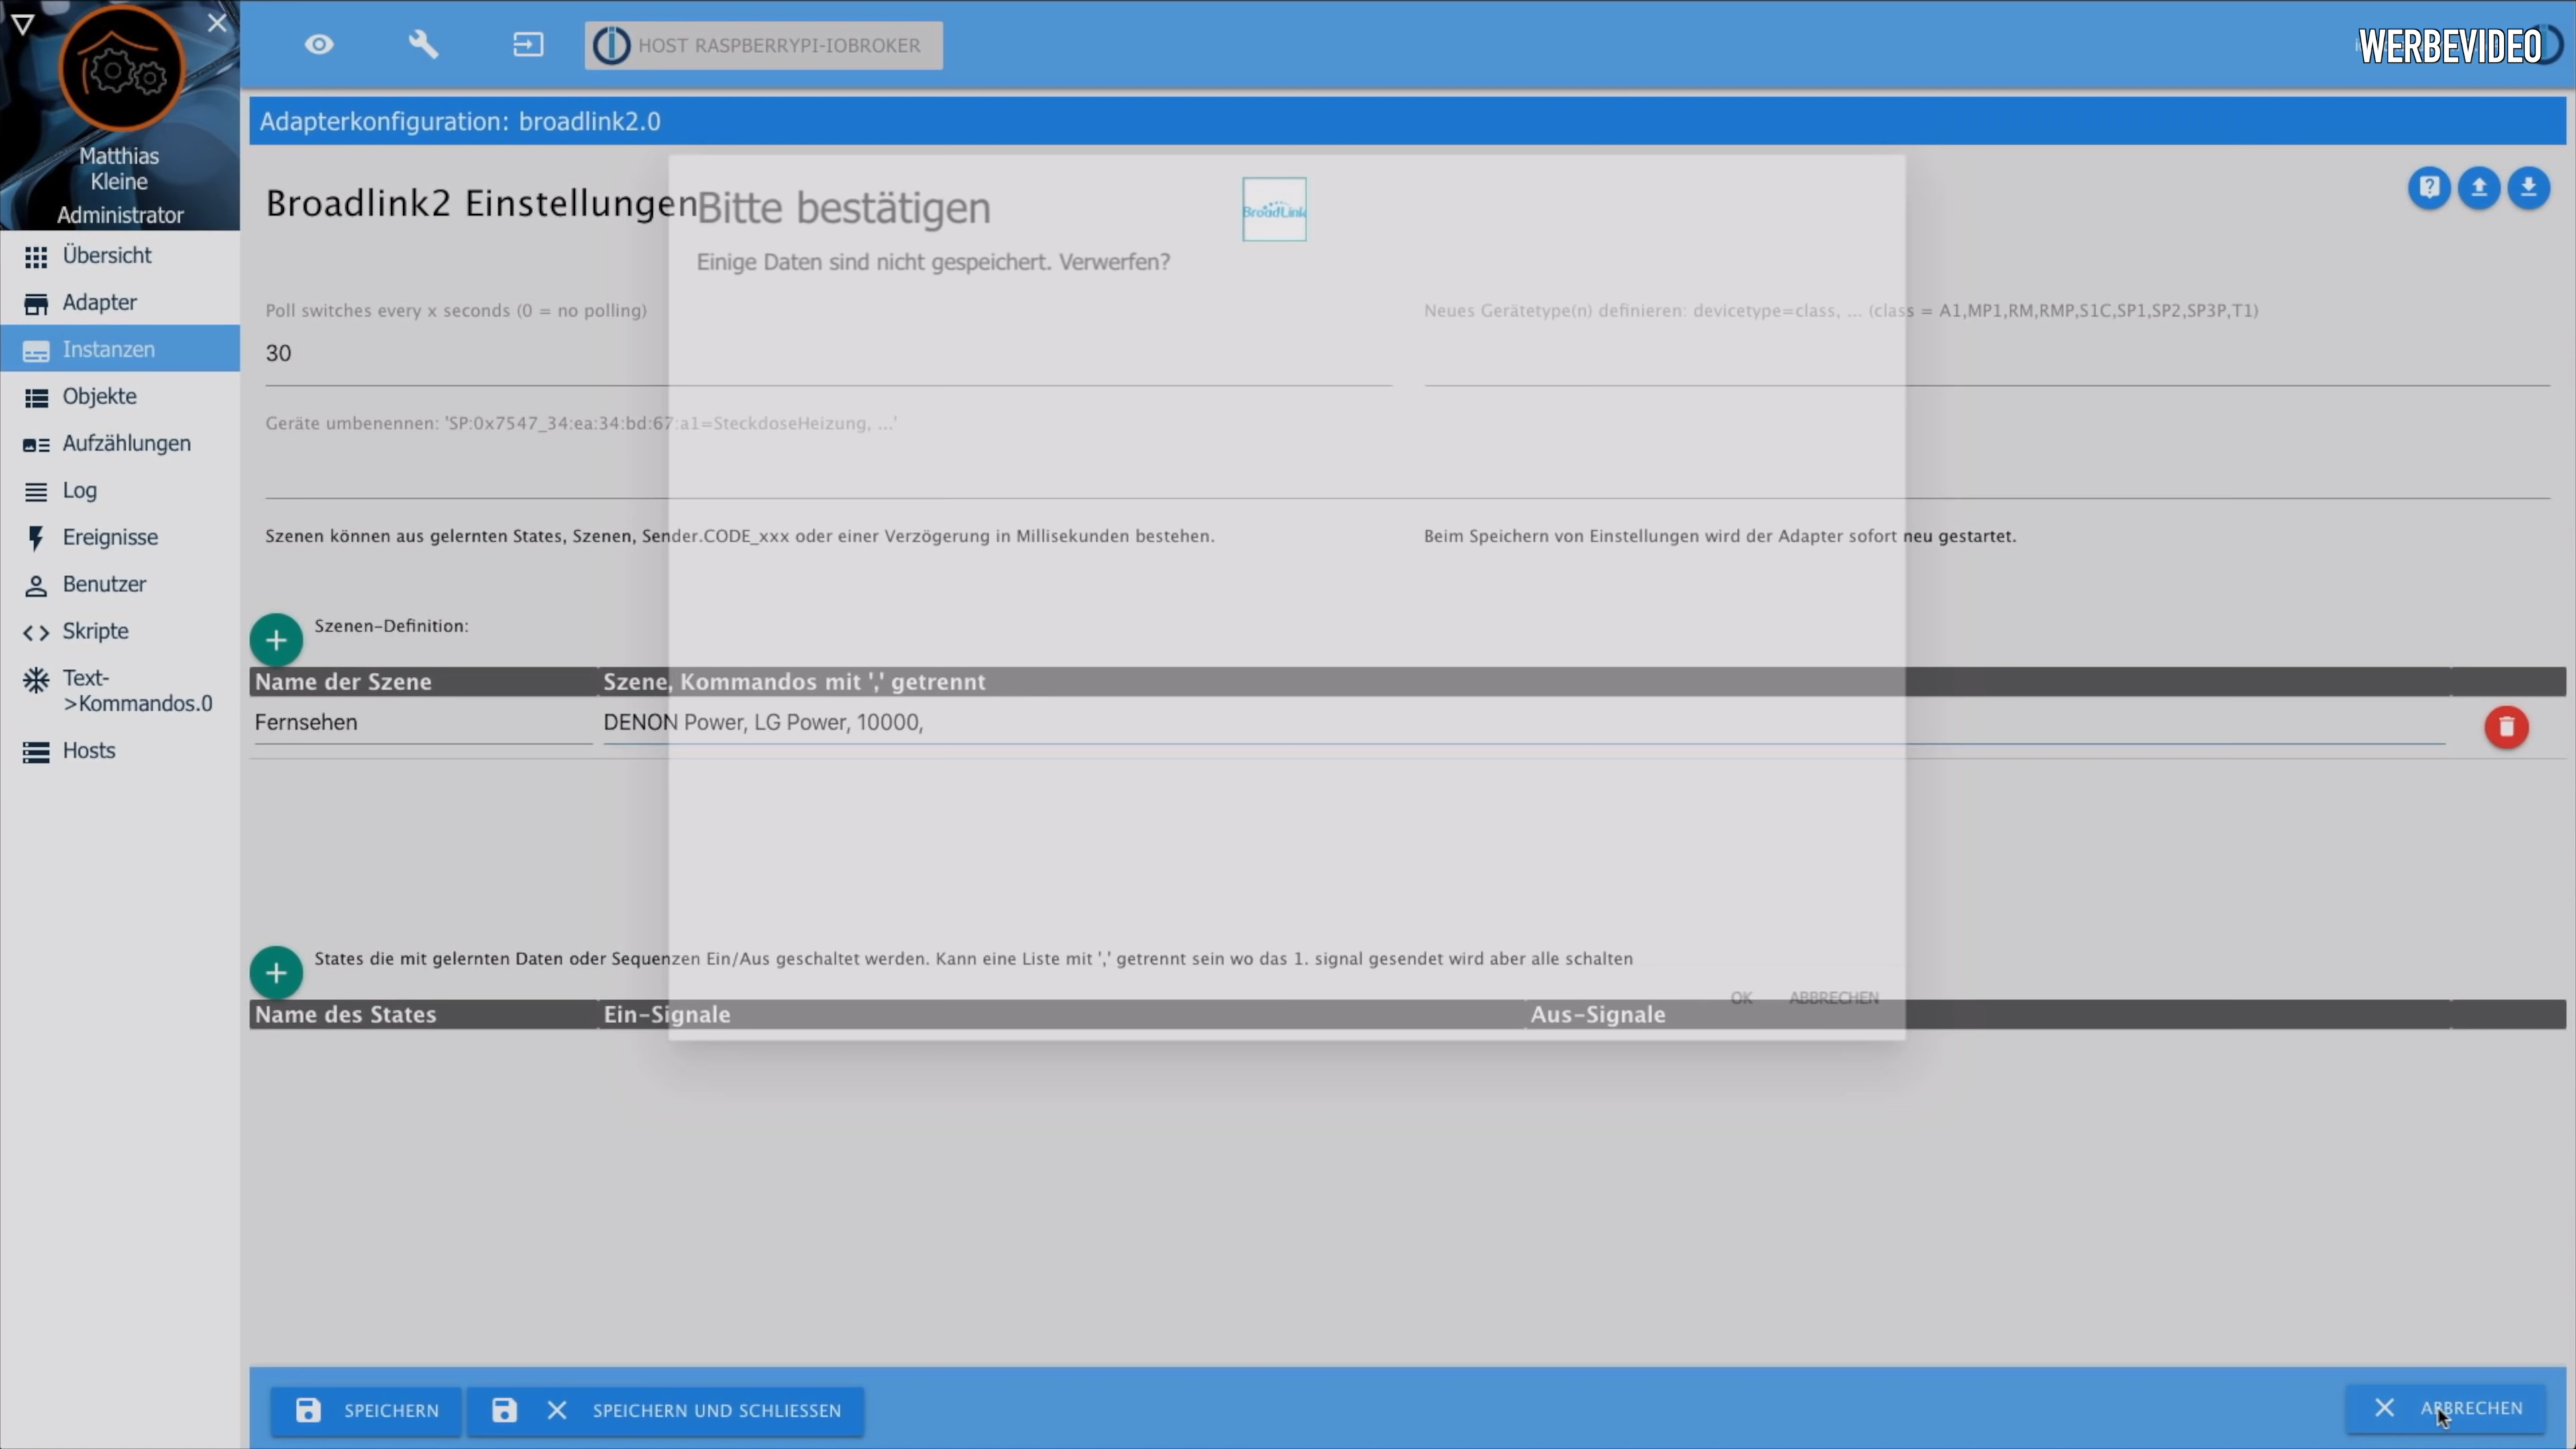 HOST RASPBERRYPI-IOBROKER
WERBEVIDEO
Matthias
Kleine
Administrator
Übersicht
Adapter
Instanzen
Objekte
Aufzählungen
Log
Ereignisse
Benutzer
Skripte
Text-
>Kommandos.0
Hosts
Adapterkonfiguration: broadlink2.0
Broadlink2 Einstellungen
Bitte bestätigen
BroadLink
Einige Daten sind nicht gespeichert. Verwerfen?
Poll switches every x seconds (0 = no polling)
Neues Gerätetype(n) definieren: devicetype=class, ... (class = A1,MP1,RM,RMP,S1C,SP1,SP2,SP3P,T1)
30
Geräte umbenennen: 'SP:0x7547_34:ea:34:bd:67:a1=SteckdoseHeizung, ...'
Szenen können aus gelernten States, Szenen, Sender.CODE_xxx oder einer Verzögerung in Millisekunden bestehen.
Beim Speichern von Einstellungen wird der Adapter sofort neu gestartet.
Szenen-Definition:
Name der Szene
Szene, Kommandos mit ',' getrennt
Fernsehen
DENON Power, LG Power, 10000,
States die mit gelernten Daten oder Sequenzen Ein/Aus geschaltet werden. Kann eine Liste mit ',' getrennt sein wo das 1. signal gesendet wird aber alle schalten
OK
ABBRECHEN
Name des States
Ein-Signale
Aus-Signale
SPEICHERN
SPEICHERN UND SCHLIESSEN
ABBRECHEN